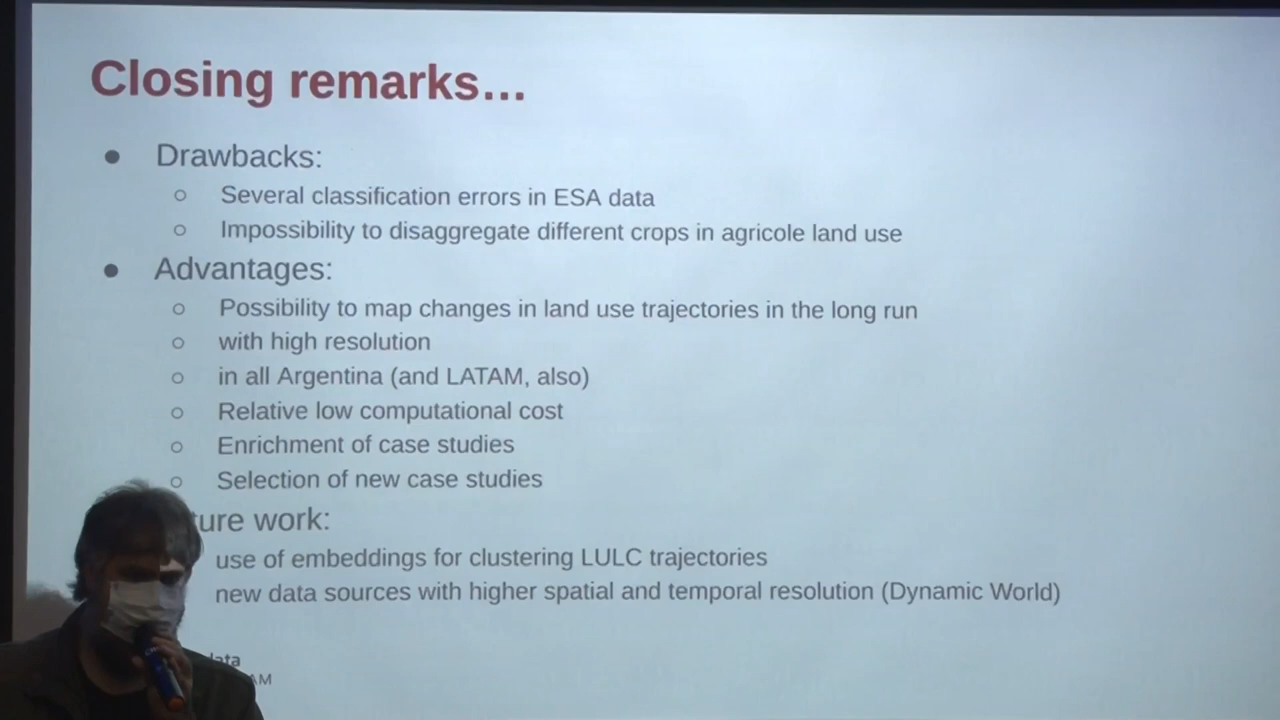 Closing remarks...
● Drawbacks:
○ Several classification errors in ESA data
○ Impossibility to disaggregate different crops in agricole land use
● Advantages:
○ Possibility to map changes in land use trajectories in the long run
○ with high resolution
○ in all Argentina (and LATAM, also)
○ Relative low computational cost
○ Enrichment of case studies
○ Selection of new case studies
ture work:
use of embeddings for clustering LULC trajectories
new data sources with higher spatial and temporal resolution (Dynamic World)
data
AM